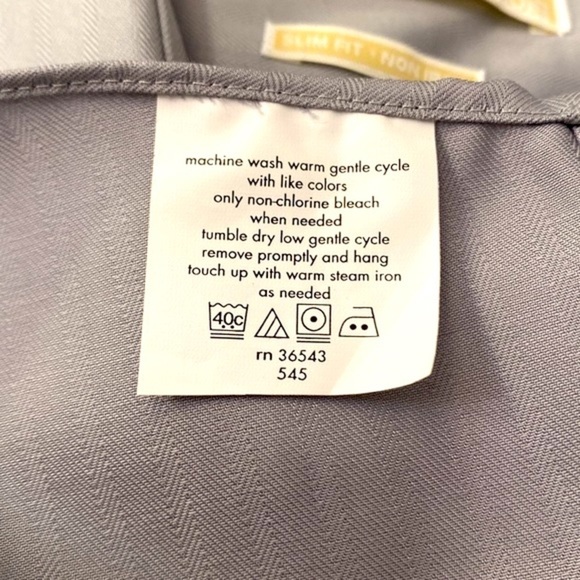 SLIM FIT · NON
machine wash warm gentle cycle
with like colors
only non-chlorine bleach
when needed
tumble dry low gentle cycle
remove promptly and hang
touch up with warm steam iron
as needed
40c
rn 36543
545